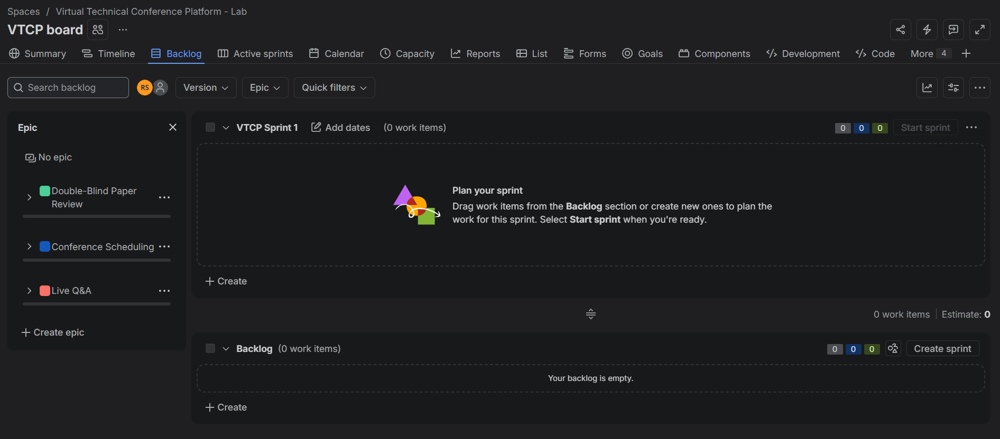 Spaces / Virtual Technical Conference Platform - Lab
VTCP board
Summary Timeline Backlog Active sprints Calendar Capacity Reports List Forms Goals Components Development Code More 4
Search backlog RS Version Epic Quick filters
Epic
No epic
Double-Blind Paper
Review
Conference Scheduling
Live Q&A
Create epic
VTCP Sprint 1 Add dates (0 work items) 0 0 0 Start sprint
Plan your sprint
Drag work items from the Backlog section or create new ones to plan the
work for this sprint. Select Start sprint when you're ready.
Create
0 work items Estimate: 0
Backlog (0 work items) 0 0 0 Create sprint
Your backlog is empty.
Create